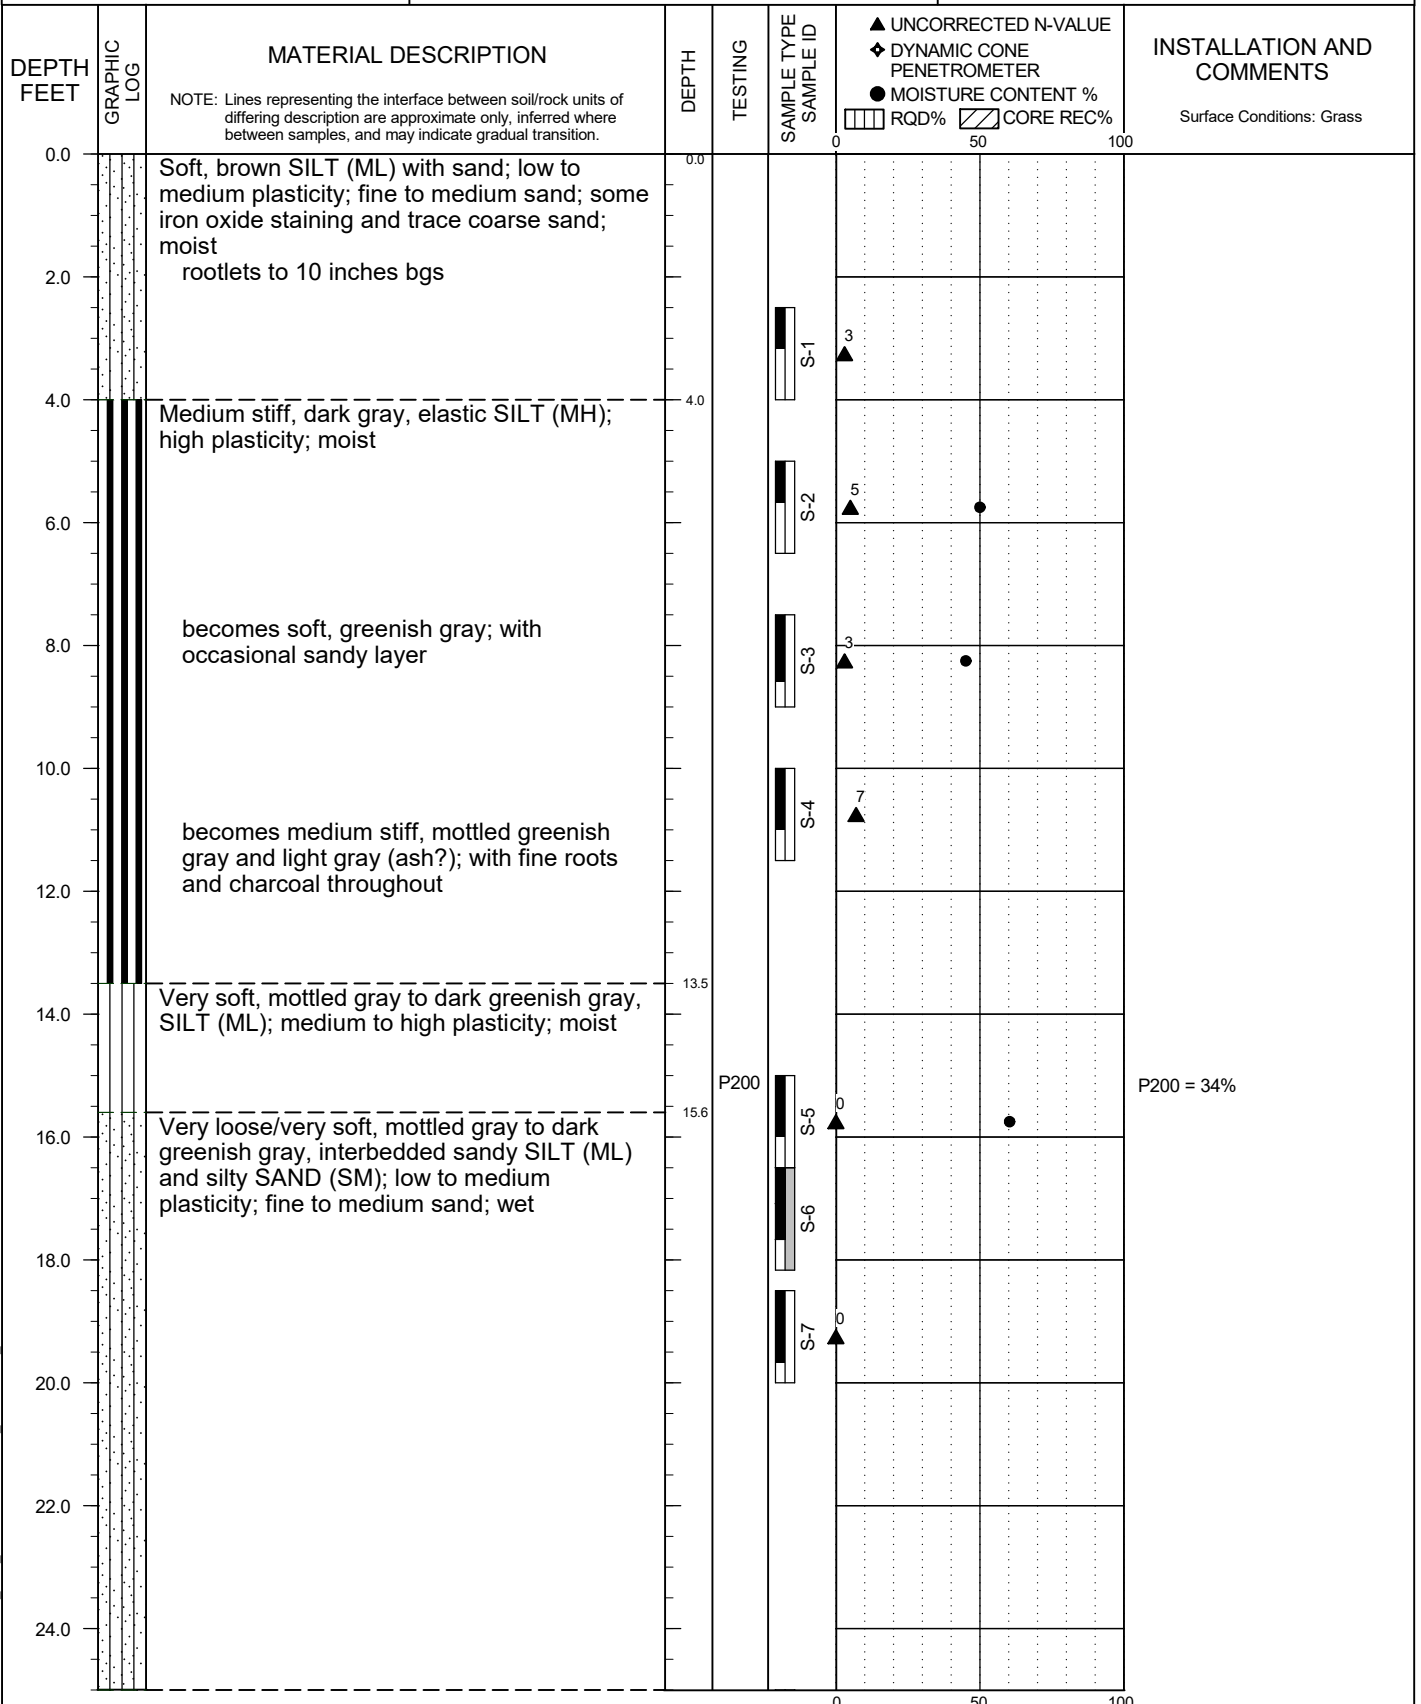 DEPTH
FEET
GRAPHIC
LOG
MATERIAL DESCRIPTION
NOTE: Lines representing the interface between soil/rock units of
differing description are approximate only, inferred where
between samples, and may indicate gradual transition.
DEPTH
TESTING
SAMPLE TYPE
SAMPLE ID
UNCORRECTED N-VALUE
DYNAMIC CONE
PENETROMETER
MOISTURE CONTENT %
RQD% CORE REC%
0 50 100
INSTALLATION AND
COMMENTS
Surface Conditions: Grass
0.0
Soft, brown SILT (ML) with sand; low to
medium plasticity; fine to medium sand; some
iron oxide staining and trace coarse sand;
moist
rootlets to 10 inches bgs
0.0
2.0
S-1
3
4.0
Medium stiff, dark gray, elastic SILT (MH);
high plasticity; moist
4.0
S-2
5
6.0
becomes soft, greenish gray; with
occasional sandy layer
8.0
S-3
3
10.0
S-4
7
becomes medium stiff, mottled greenish
gray and light gray (ash?); with fine roots
and charcoal throughout
12.0
13.5
Very soft, mottled gray to dark greenish gray,
SILT (ML); medium to high plasticity; moist
14.0
P200
S-5
0
P200 = 34%
15.6
Very loose/very soft, mottled gray to dark
greenish gray, interbedded sandy SILT (ML)
and silty SAND (SM); low to medium
plasticity; fine to medium sand; wet
16.0
S-6
18.0
S-7
0
20.0
22.0
24.0
0 50 100